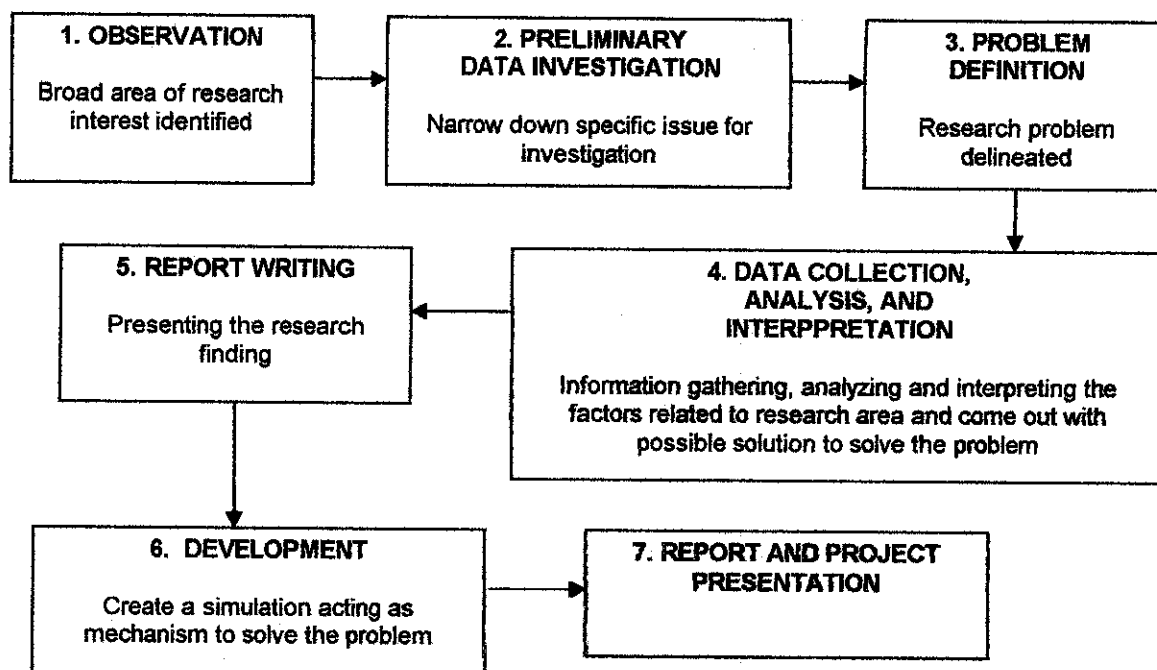 1. OBSERVATION
Broad area of research
interest identified
2. PRELIMINARY
DATA INVESTIGATION
Narrow down specific issue for
investigation
3. PROBLEM
DEFINITION
Research problem
delineated
4. DATA COLLECTION,
ANALYSIS, AND
INTERPPRETATION
Information gathering, analyzing and interpreting the
factors related to research area and come out with
possible solution to solve the problem
5. REPORT WRITING
Presenting the research
finding
6. DEVELOPMENT
Create a simulation acting as
mechanism to solve the problem
7. REPORT AND PROJECT
PRESENTATION